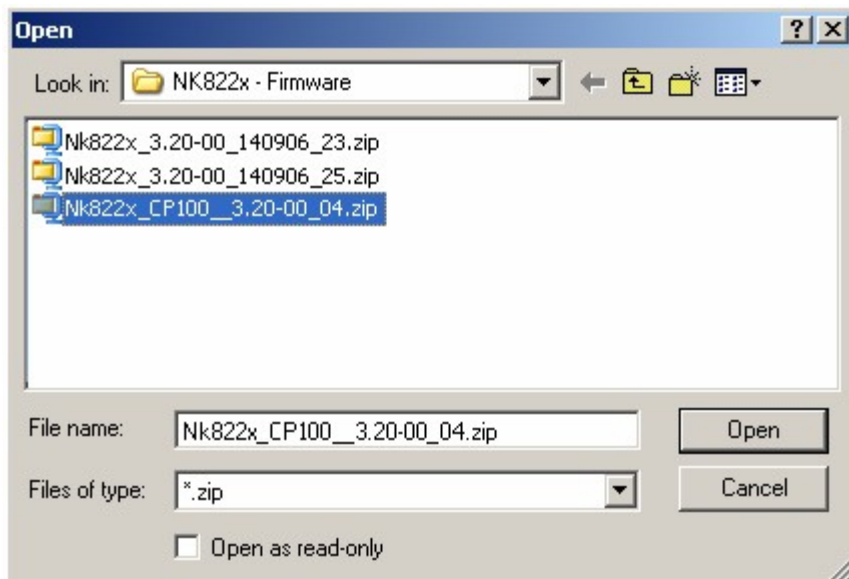 Open
Look in: NK822x - Firmware
Nk822x_3.20-00_140906_23.zip
Nk822x_3.20-00_140906_25.zip
Nk822x_CP100__3.20-00_04.zip
File name: Nk822x_CP100__3.20-00_04.zip Open
Files of type: *.zip Cancel
Open as read-only